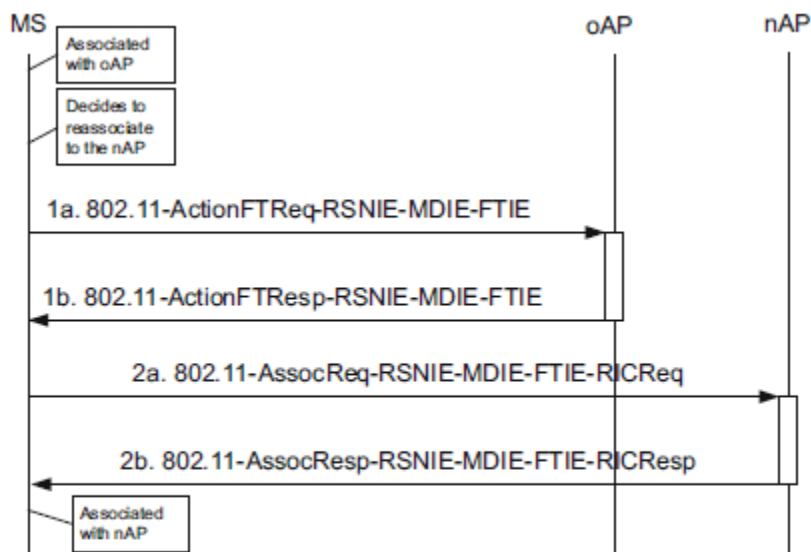 MS
oAP
nAP
Associated
with oAP
Decides to
reassociate
to the nAP
1a. 802.11-ActionFTReq-RSNIE-MDIE-FTIE
1b. 802.11-ActionFTResp-RSNIE-MDIE-FTIE
2a. 802.11-AssocReq-RSNIE-MDIE-FTIE-RICReq
2b. 802.11-AssocResp-RSNIE-MDIE-FTIE-RICResp
Associated
with nAP